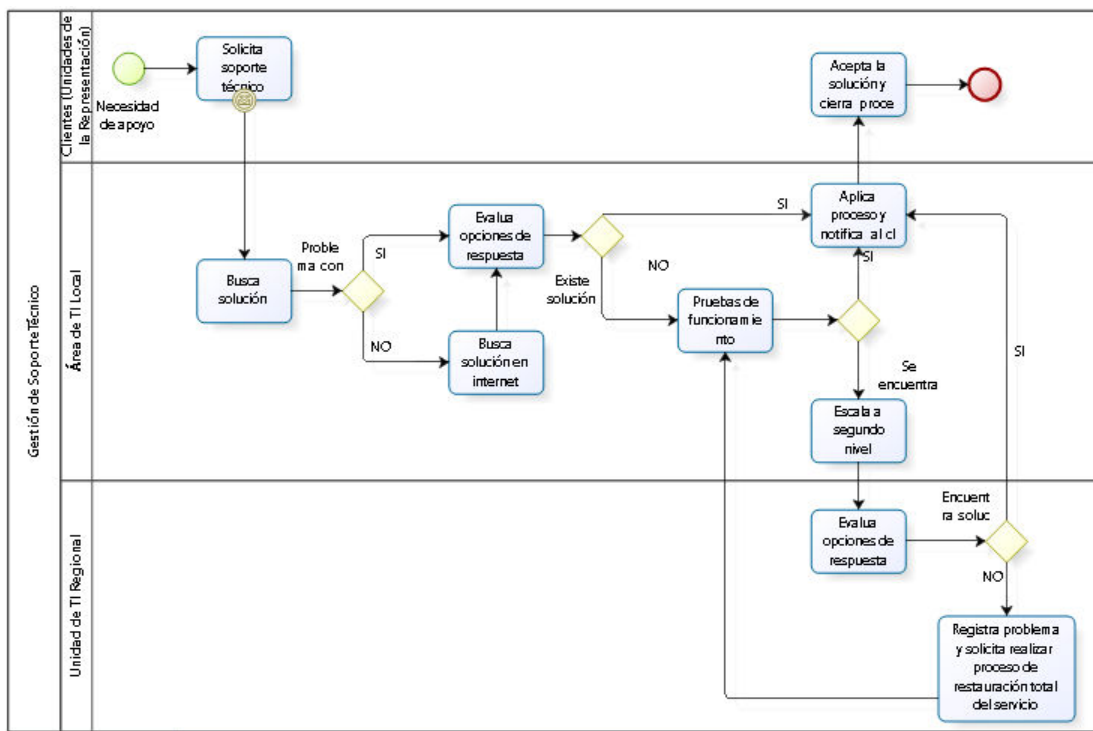 Gestión de Soporte Técnico
Clientes (Unidades de
la Representación)
Necesidad
de apoyo
Solicita
soporte
técnico
Acepta la
solución y
cierra proce
Área de TI Local
Busca
solución
Proble
ma con
SI
NO
Evalua
opciones de
respuesta
Busca
solución en
internet
Existe
solución
SI
NO
Pruebas de
funcionamie
nto
Aplica
proceso y
notifica al cl
SI
Se
encuentra
Escala a
segundo
nivel
SI
Unidad de TI Regional
Evalua
opciones de
respuesta
Encuent
ra soluc
NO
Registra problema
y solicita realizar
proceso de
restauración total
del servicio